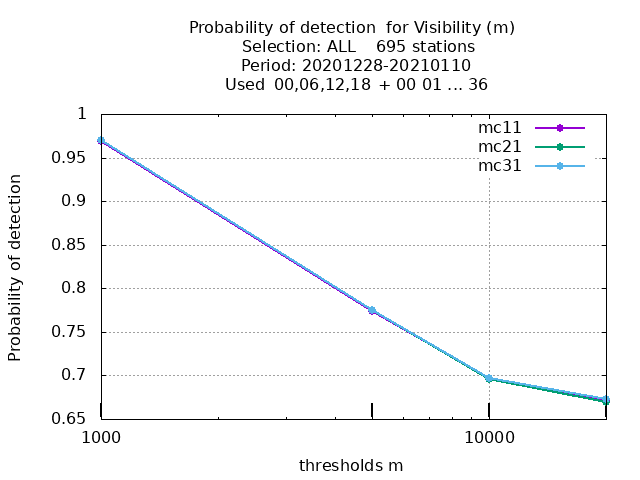 Probability of detection for Visibility (m)
Selection: ALL 695 stations
Period: 20201228-20210110
Used 00,06,12,18 + 00 01 ... 36
mc11
mc21
mc31
1
0.95
0.9
0.85
0.8
0.75
0.7
0.65
Probability of detection
1000
10000
thresholds m